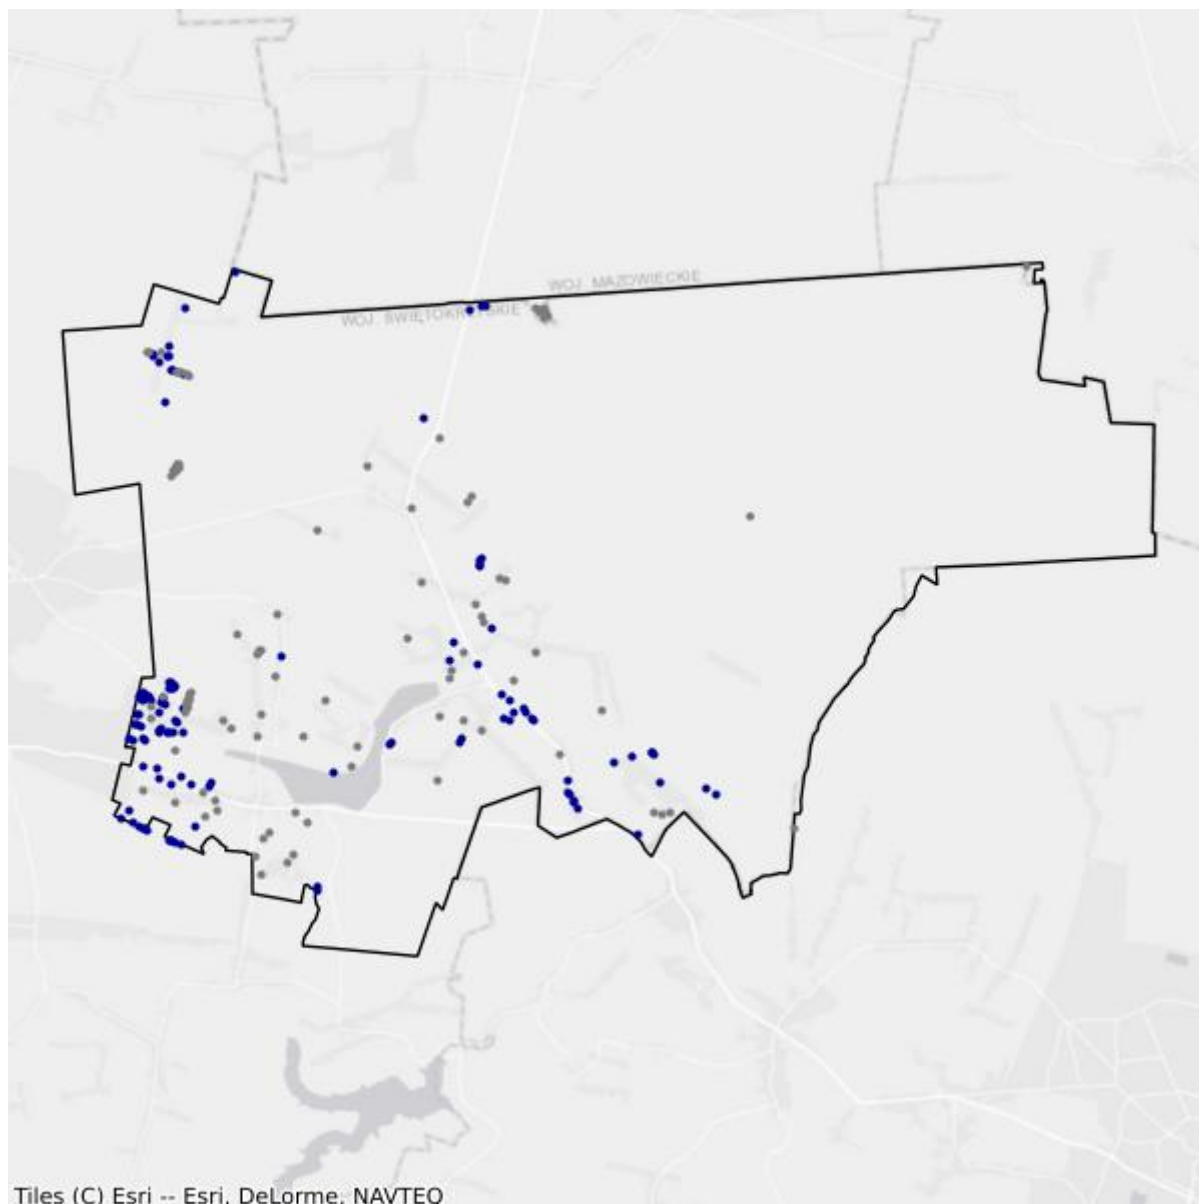 WOJ. MAZOWIECKIE
WOJ. ŚWIĘTOKRZYSKIE
Tiles (C) Esri -- Esri, DeLorme, NAVTEQ